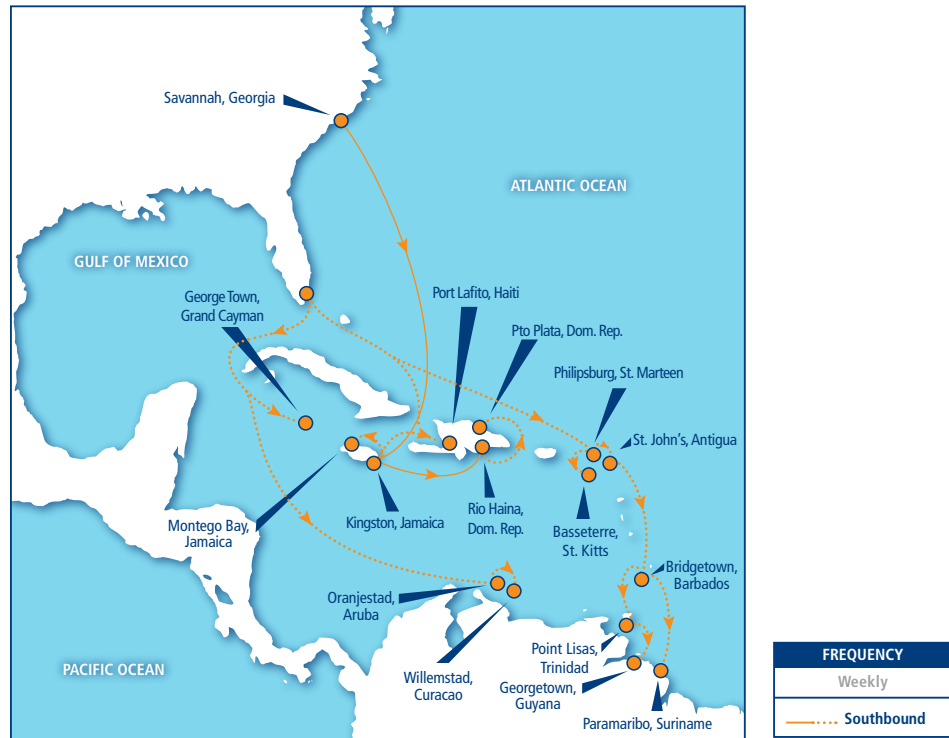 Savannah, Georgia
ATLANTIC OCEAN
GULF OF MEXICO
George Town,
Grand Cayman
Port Lafito, Haiti
Pto Plata, Dom. Rep.
Philipsburg, St. Marteen
St. John's, Antigua
Montego Bay,
Jamaica
Kingston, Jamaica
Rio Haina,
Dom. Rep.
Basseterre,
St. Kitts
Bridgetown,
Barbados
Oranjestad,
Aruba
Willemstad,
Curacao
Point Lisas,
Trinidad
Georgetown,
Guyana
Paramaribo, Suriname
PACIFIC OCEAN
FREQUENCY
Weekly
Southbound